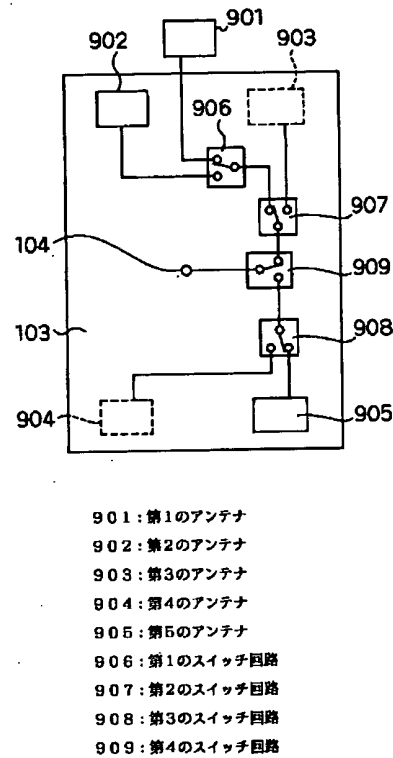 901
902
903
906
907
104
909
103
908
904
905
901:第1のアンテナ
902:第2のアンテナ
903:第3のアンテナ
904:第4のアンテナ
905:第5のアンテナ
906:第1のスイッチ回路
907:第2のスイッチ回路
908:第3のスイッチ回路
909:第4のスイッチ回路